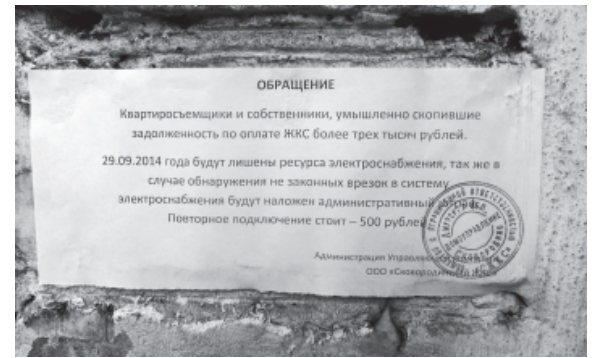 ОБРАЩЕНИЕ
Квартиросъемщики и собственники, умышленно скопившие
задолженность по оплате ЖКС более трех тысяч рублей.
29.09.2014 года будут лишены ресурса электроснабжения, так же в
случае обнаружения не законных врезок в систему
электроснабжения будут наложен административный
Повторное подключение стоит – 500 рублей
Администрация
ООО «Сковородинский ЖКС»